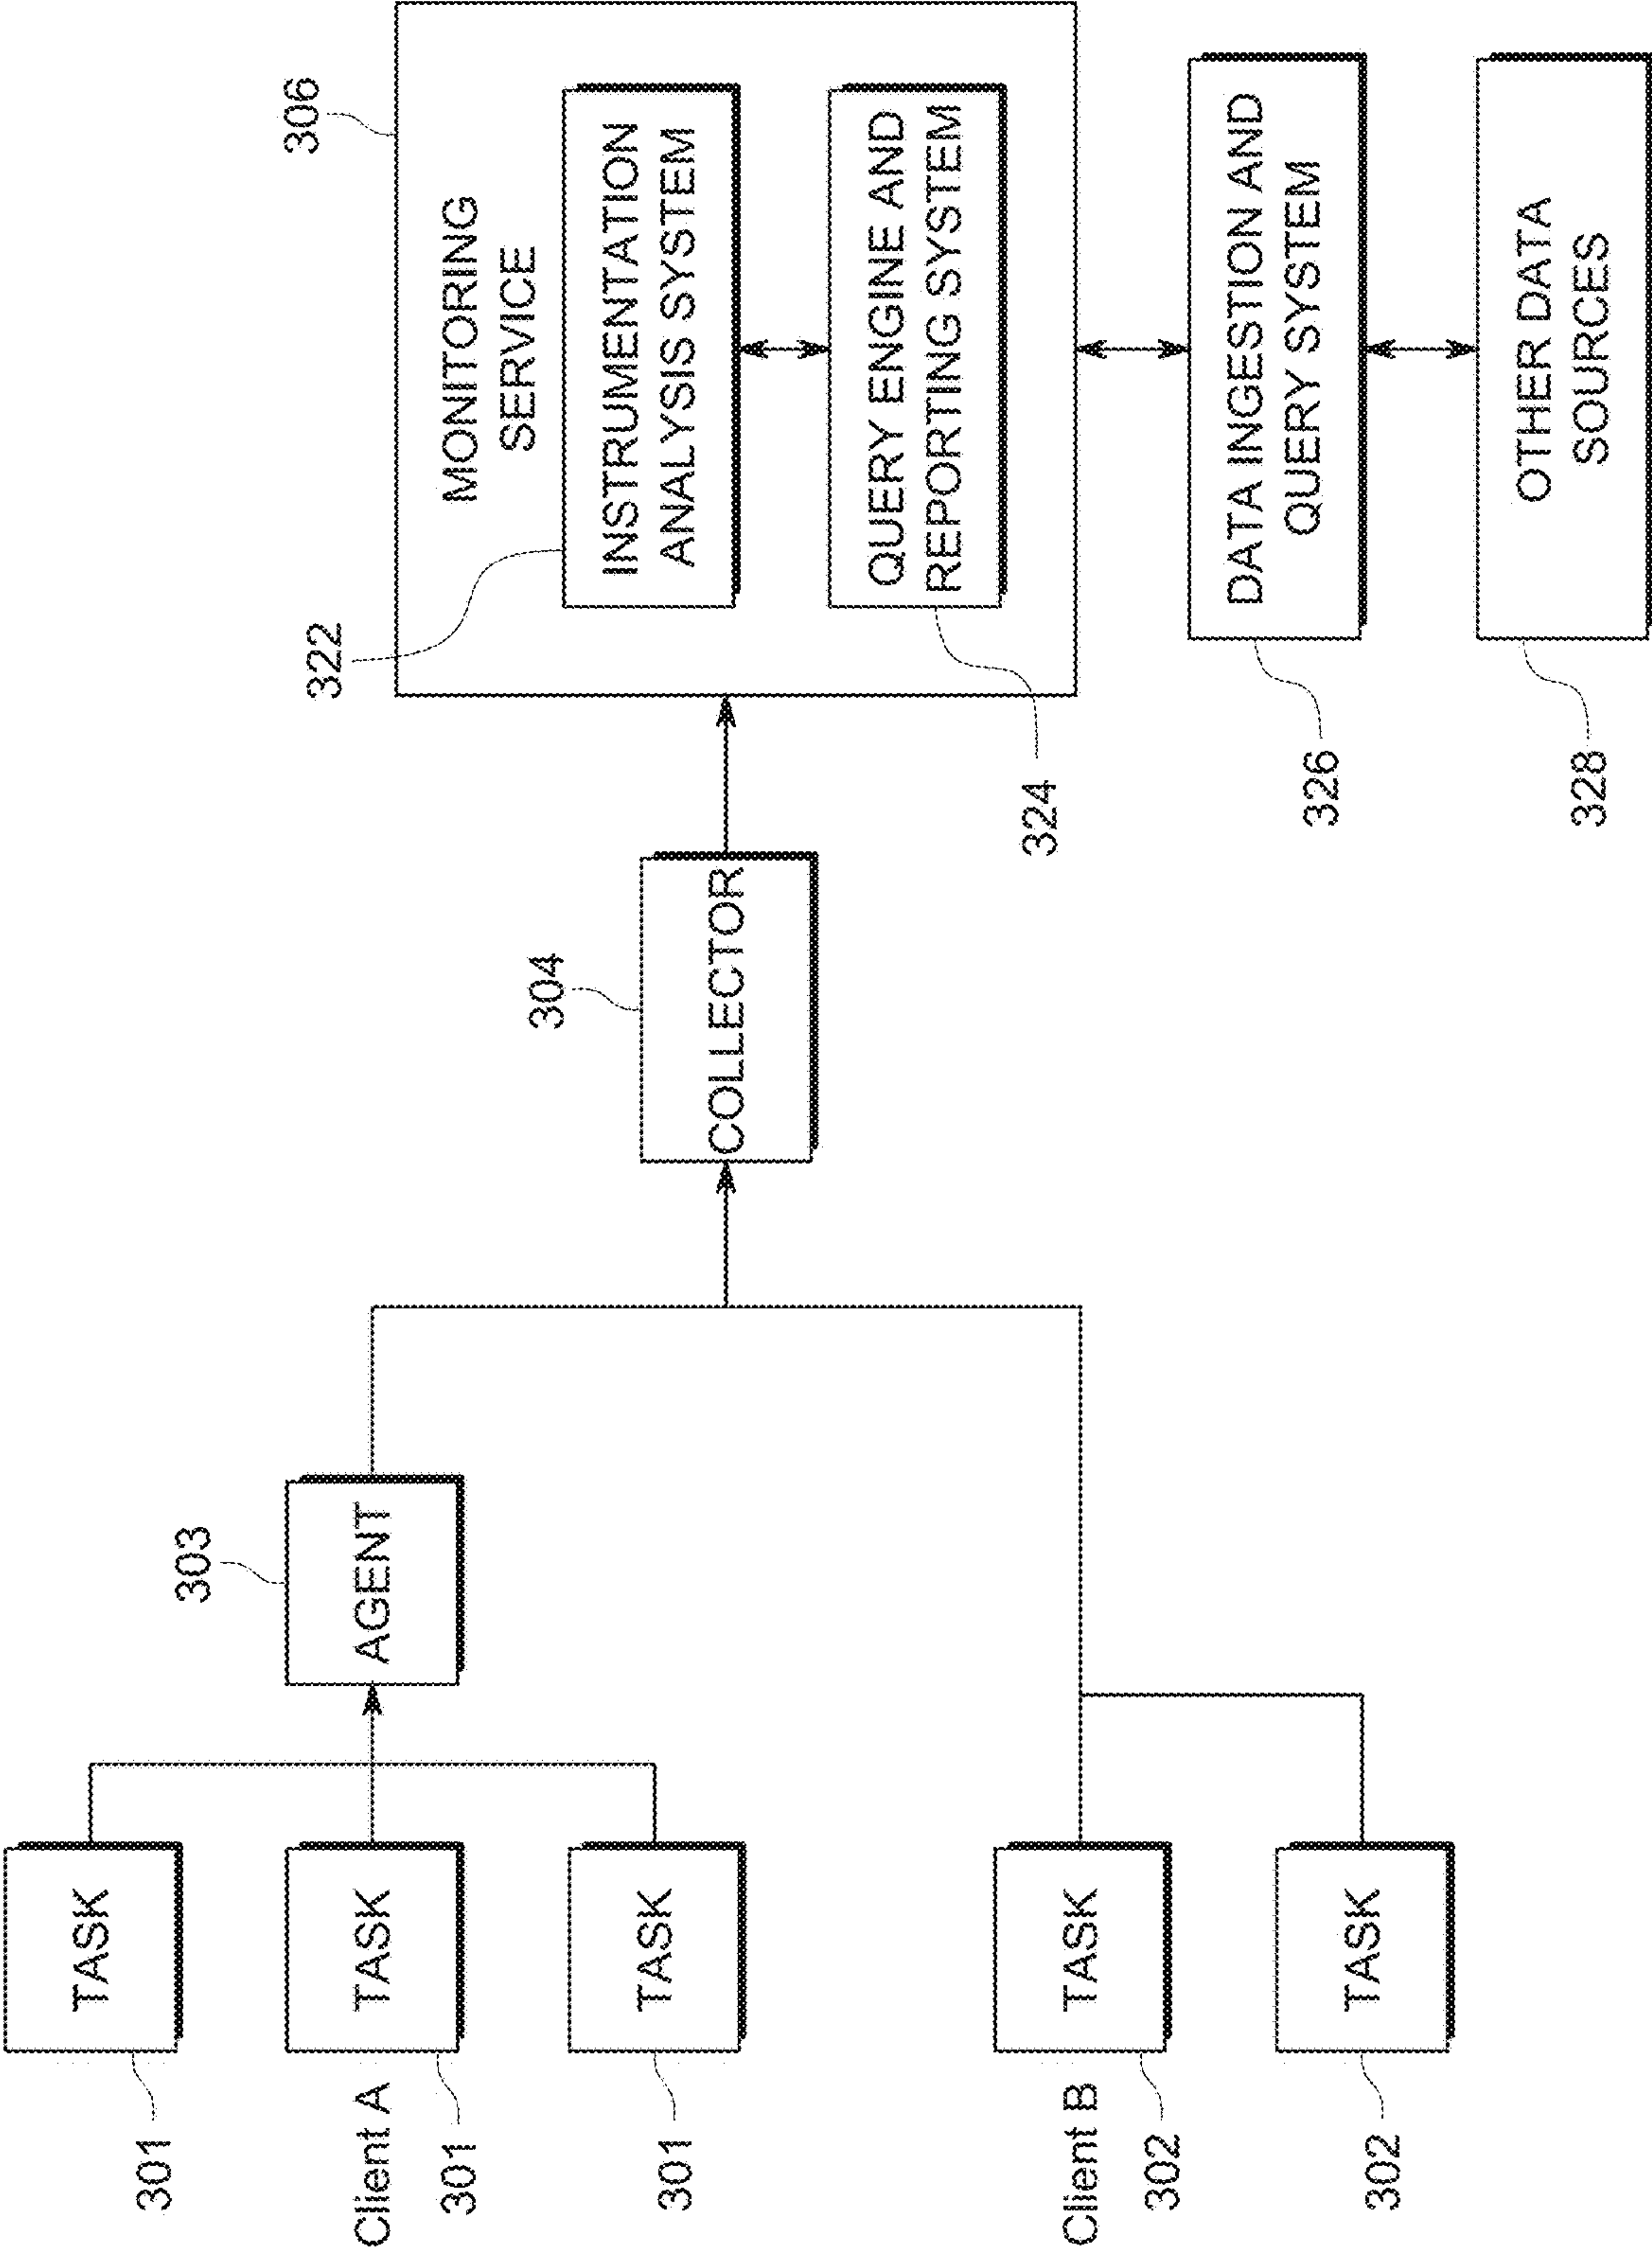 TASK
301
303
AGENT
Client A
TASK
301
TASK
301
Client B
TASK
302
TASK
302
304
COLLECTOR
306
MONITORING
SERVICE
322
INSTRUMENTATION
ANALYSIS SYSTEM
QUERY ENGINE AND
REPORTING SYSTEM
324
DATA INGESTION AND
QUERY SYSTEM
326
OTHER DATA
SOURCES
328